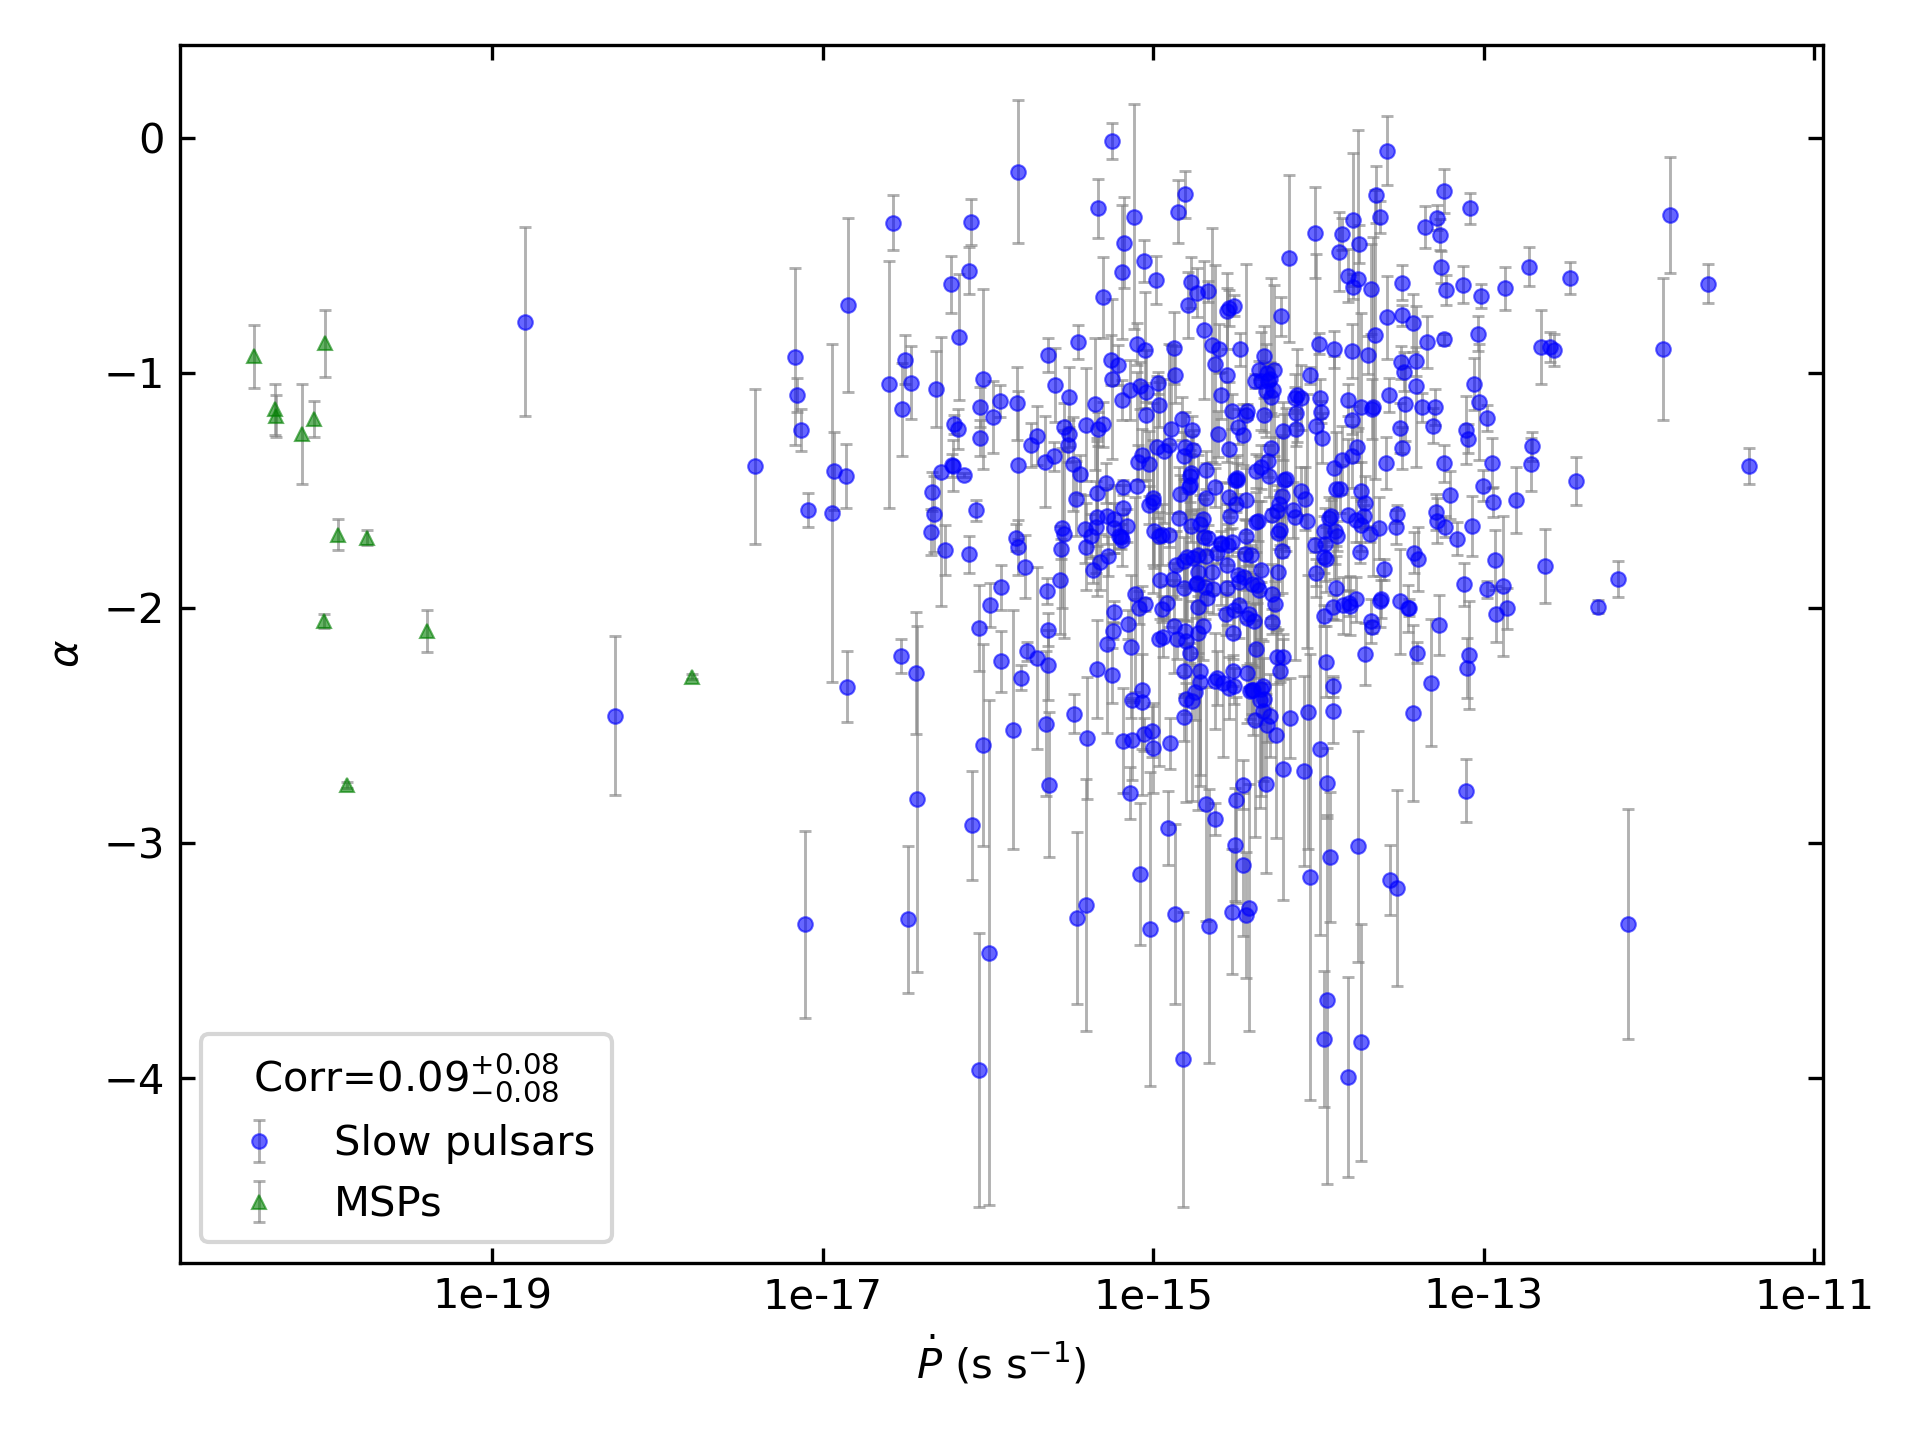 0
−1
−2
−3
−4
α
Corr=0.09^{+0.08}_{−0.08}
Slow pulsars
MSPs
1e-19 1e-17 1e-15 1e-13 1e-11
Ṗ (s s⁻¹)